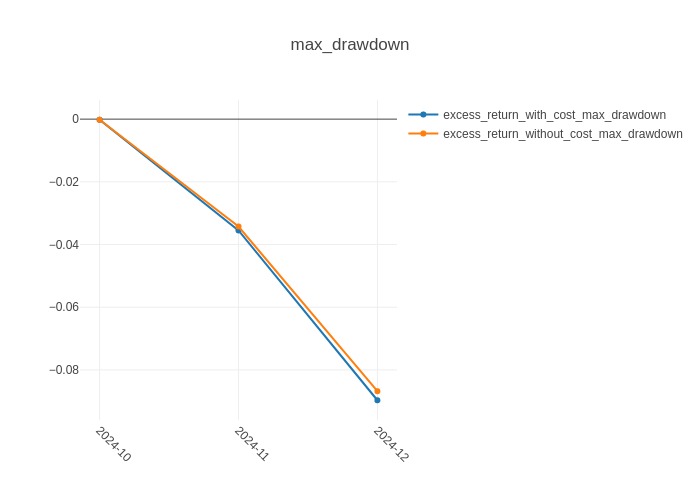 max_drawdown
excess_return_with_cost_max_drawdown
excess_return_without_cost_max_drawdown
0
−0.02
−0.04
−0.06
−0.08
2024-10
2024-11
2024-12